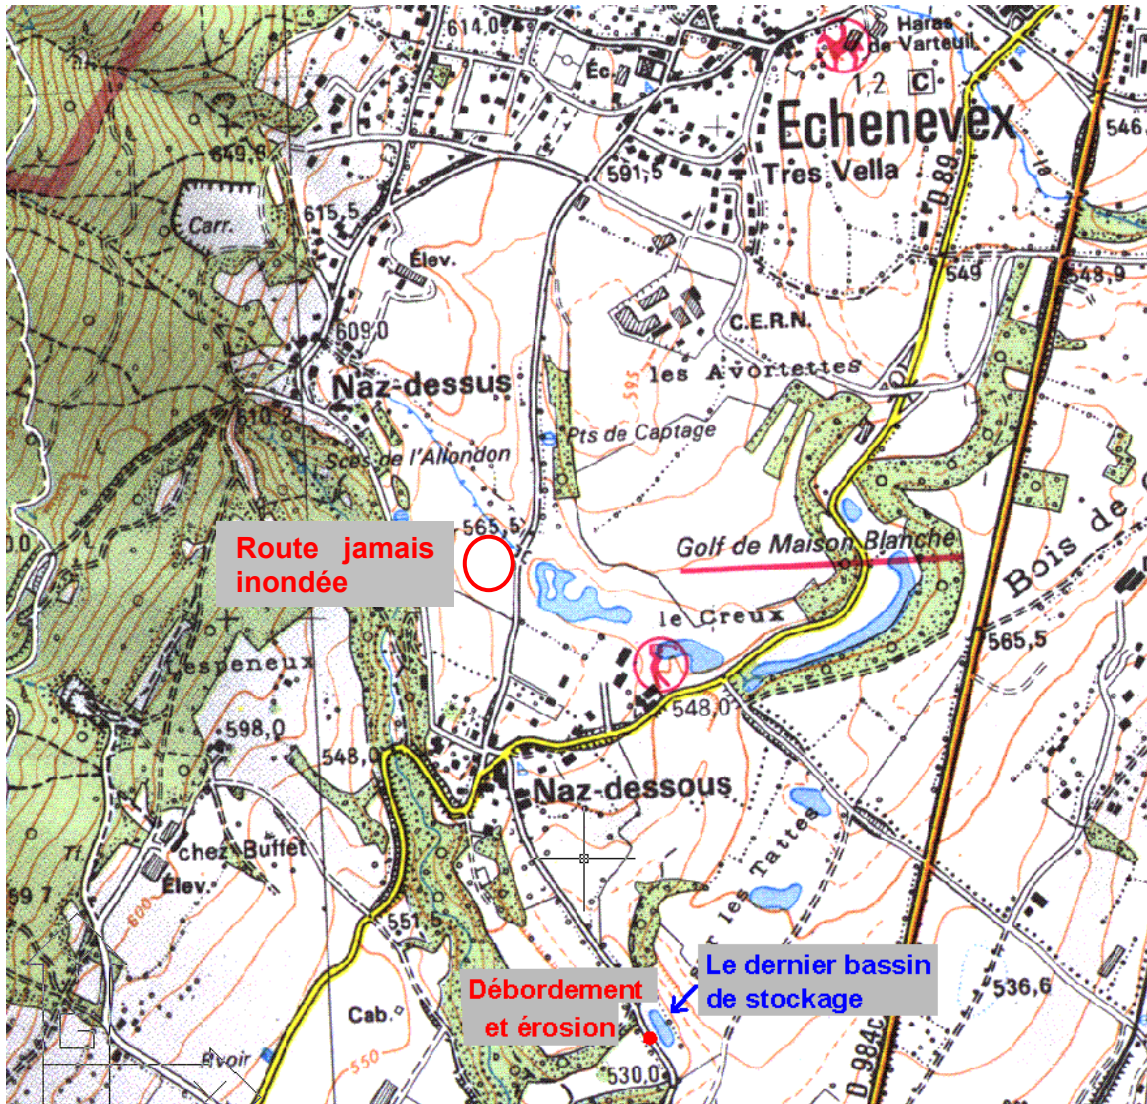 614,0
Haras
de Varteuil
Éc.
1,2 C
Echenevex
546,
649,6
591,5
Tres Vella
D 89
Carr.
615,5
Élev.
549
548,9
C.E.R.N.
609,0
les Avortettes
595
Naz-dessus
610,2
Pts de Captage
Sces de l'Allondon
565,5
Route jamais
inondée
Golf de Maison Blanche
Bois de
le Creux
565,5
Lespeneux
598,0
548,0
548,0
Naz-dessous
les Tattes
chez Buffet
Élev.
600
551,5
Le dernier bassin
de stockage
Débordement
et érosion
536,6
Cab.
550
530,0
D 984c